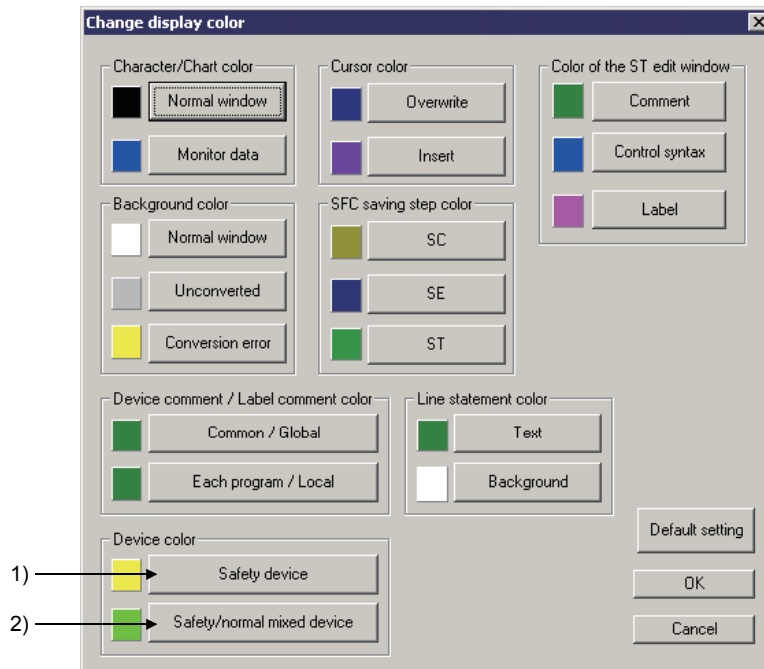 Change display color
Character/Chart color
Normal window
Monitor data
Cursor color
Overwrite
Insert
Color of the ST edit window
Comment
Control syntax
Label
Background color
Normal window
Unconverted
Conversion error
SFC saving step color
SC
SE
ST
Device comment / Label comment color
Common / Global
Each program / Local
Line statement color
Text
Background
Device color
1) Safety device
2) Safety/normal mixed device
Default setting
OK
Cancel